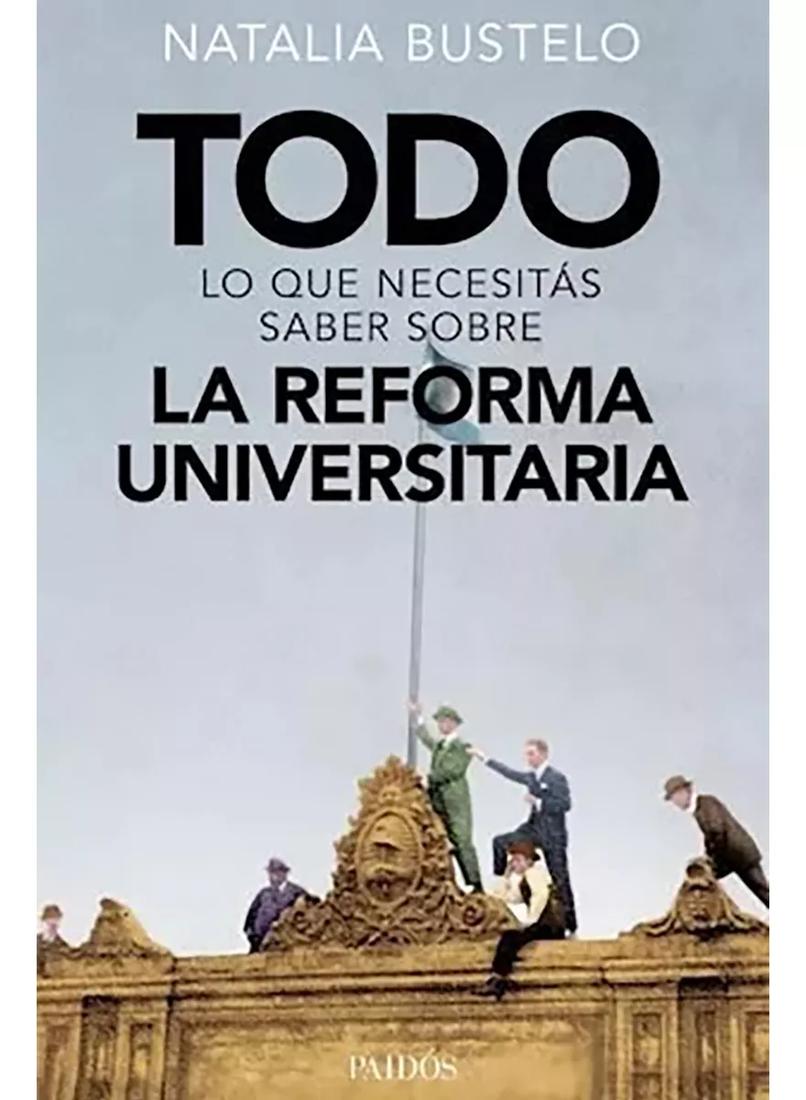 NATALIA BUSTELO
TODO
LO QUE NECESITÁS
SABER SOBRE
LA REFORMA
UNIVERSITARIA
PAIDÓS